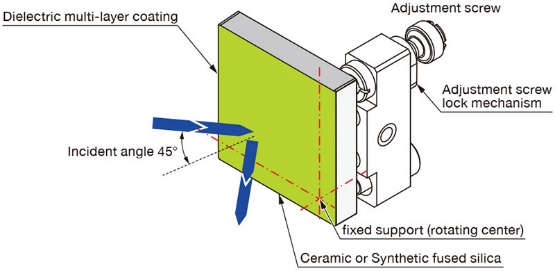 Adjustment screw
Dielectric multi-layer coating
Adjustment screw
lock mechanism
Incident angle 45°
fixed support (rotating center)
Ceramic or Synthetic fused silica